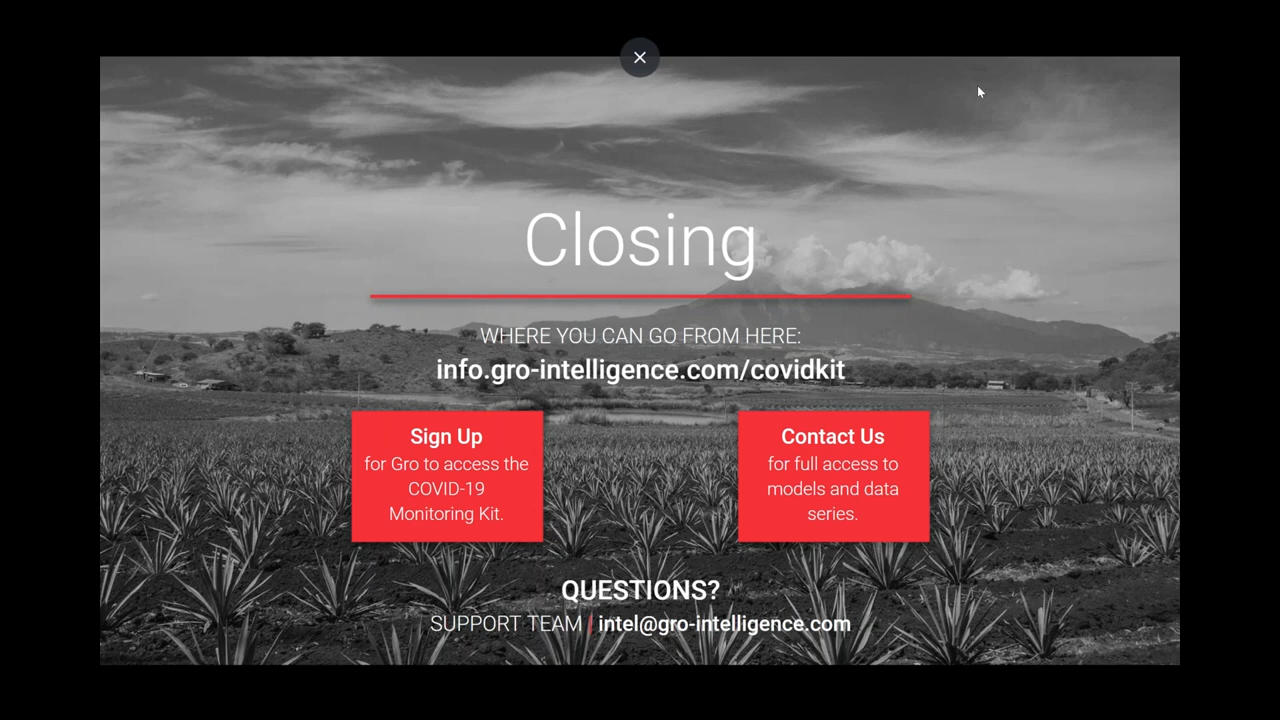 Closing
WHERE YOU CAN GO FROM HERE:
info.gro-intelligence.com/covidkit
Sign Up
for Gro to access the
COVID-19
Monitoring Kit.
Contact Us
for full access to
models and data
series.
QUESTIONS?
SUPPORT TEAM / intel@gro-intelligence.com